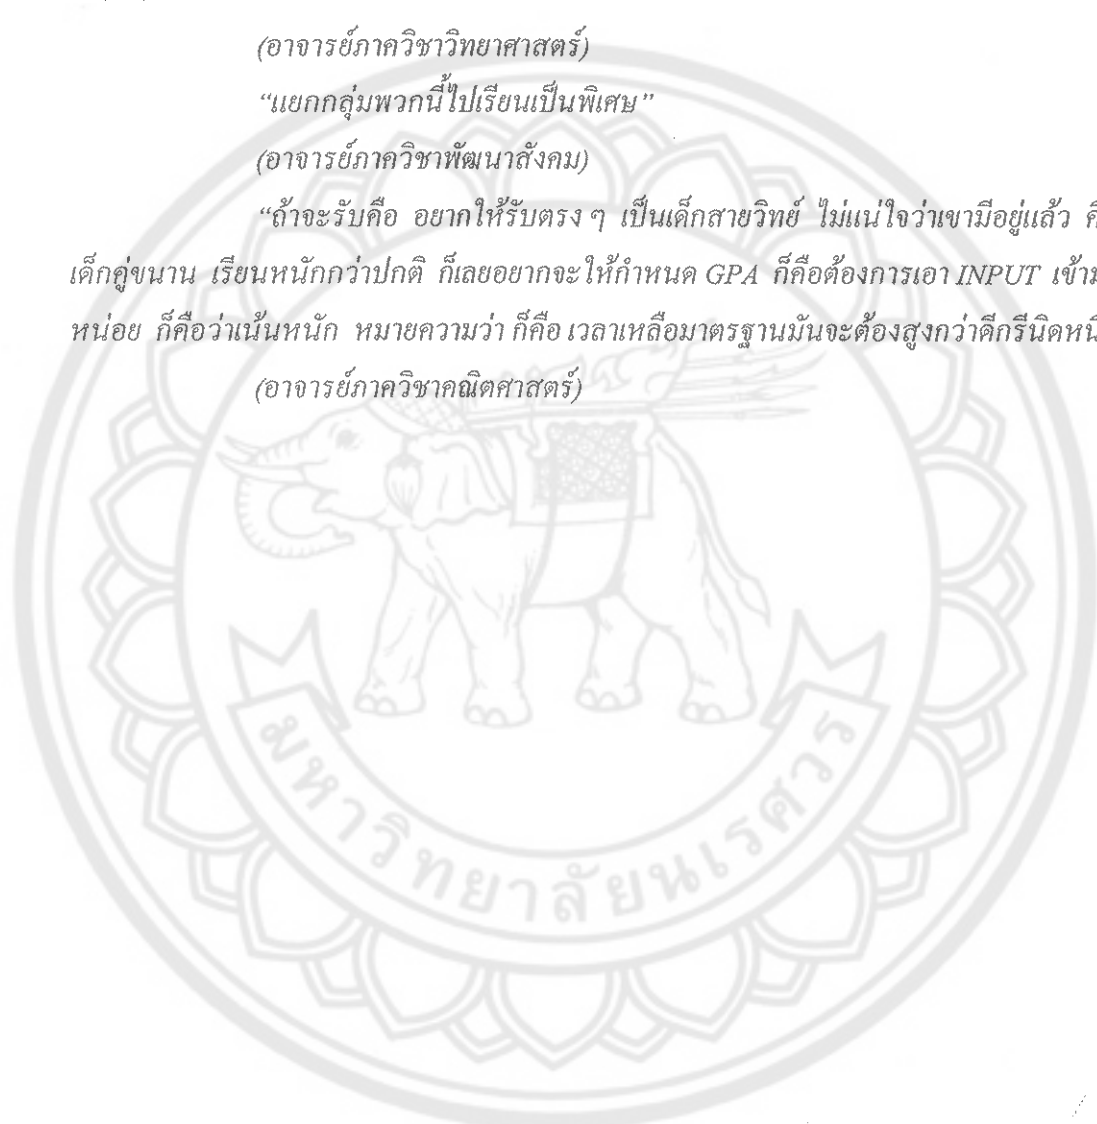 (อาจารย์ภาควิชาวิทยาศาสตร์)
“แยกกลุ่มพวกนี้ไปเรียนเป็นพิเศษ”
(อาจารย์ภาควิชาพัฒนาสังคม)
“ถ้าจะรับคือ อยากให้รับตรง ๆ เป็นเด็กสายวิทย์ ไม่แน่ใจว่าเขามีอยู่แล้ว
เด็กคู่ขนาน เรียนหนักกว่าปกติ ก็เลยอยากจะให้กำหนด GPA ก็คือต้องการเอา INPUT
หน่อย ก็คือว่าเน้นหนัก หมายความว่า ก็คือ เวลาเหลือมาตรฐานมันจะต้องสูงกว่าดีกรีนิดหน
(อาจารย์ภาควิชาคณิตศาสตร์)
มหาวิทยาลัยนเรศวร